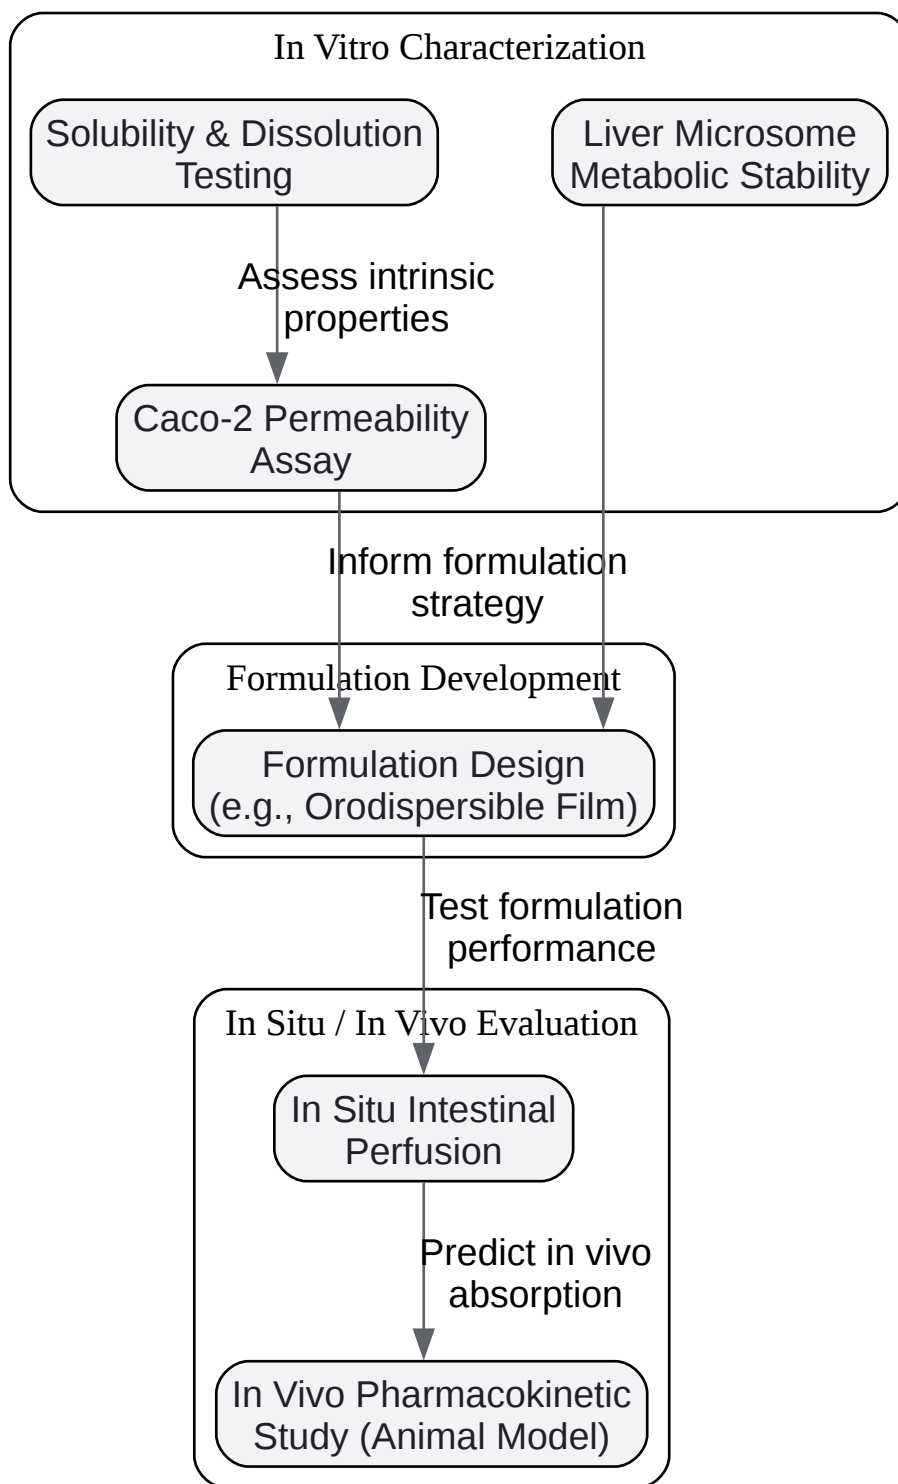 In Vitro Characterization
Solubility & Dissolution
Testing
Liver Microsome
Metabolic Stability
Assess intrinsic
properties
Caco-2 Permeability
Assay
Inform formulation
strategy
Formulation Development
Formulation Design
(e.g., Orodispersible Film)
Test formulation
performance
In Situ / In Vivo Evaluation
In Situ Intestinal
Perfusion
Predict in vivo
absorption
In Vivo Pharmacokinetic
Study (Animal Model)